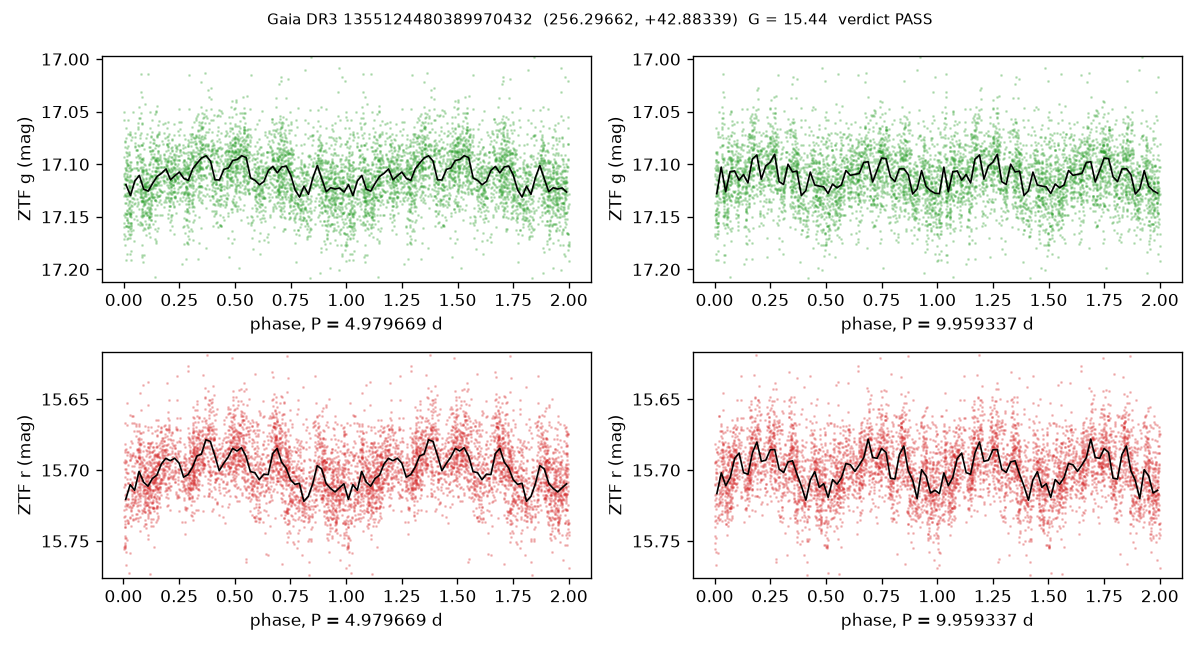 Gaia DR3 1355124480389970432 (256.29662, +42.88339) G = 15.44 verdict PASS
ZTF g (mag)
17.00
17.05
17.10
17.15
17.20
0.00 0.25 0.50 0.75 1.00 1.25 1.50 1.75 2.00
phase, P = 4.979669 d
ZTF g (mag)
17.00
17.05
17.10
17.15
17.20
0.00 0.25 0.50 0.75 1.00 1.25 1.50 1.75 2.00
phase, P = 9.959337 d
ZTF r (mag)
15.65
15.70
15.75
0.00 0.25 0.50 0.75 1.00 1.25 1.50 1.75 2.00
phase, P = 4.979669 d
ZTF r (mag)
15.65
15.70
15.75
0.00 0.25 0.50 0.75 1.00 1.25 1.50 1.75 2.00
phase, P = 9.959337 d